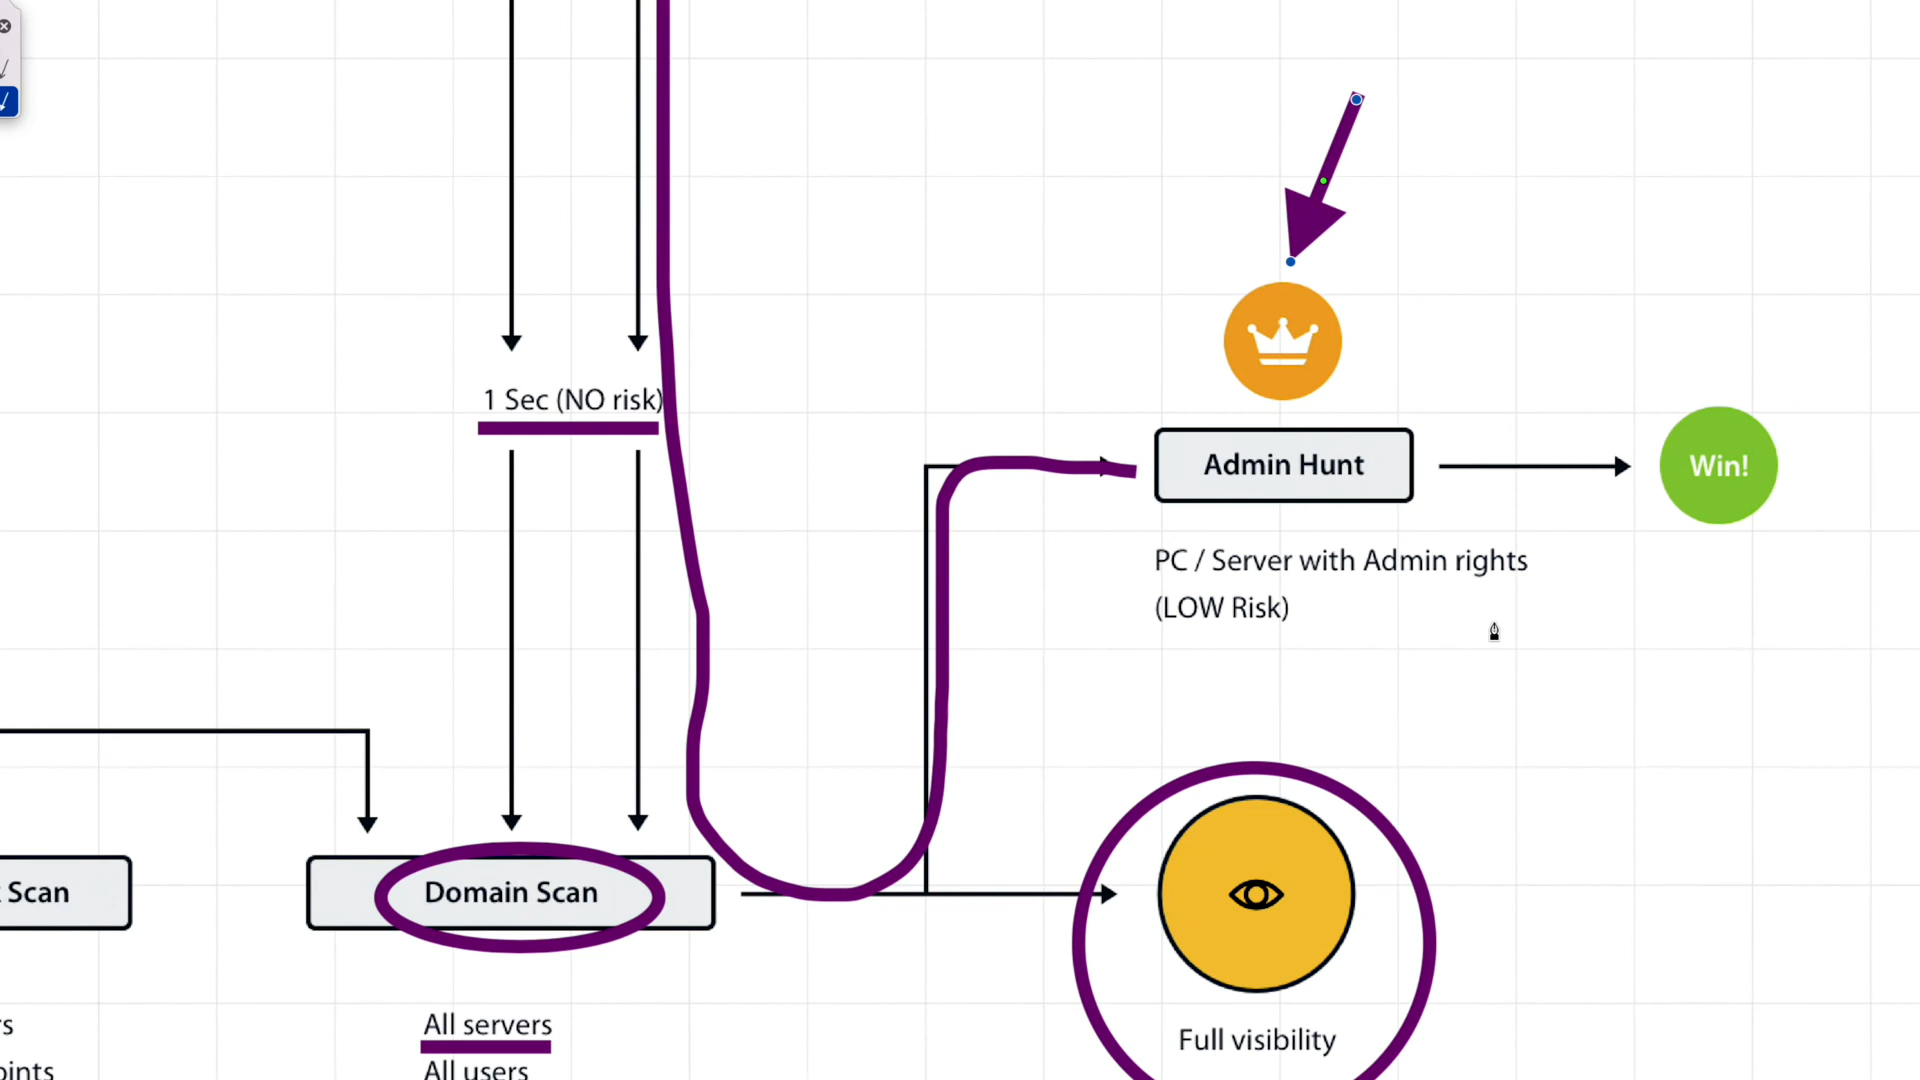 1 Sec (NO risk)
Admin Hunt
Win!
PC / Server with Admin rights
(LOW Risk)
Scan
Domain Scan
All servers
All users
Full visibility